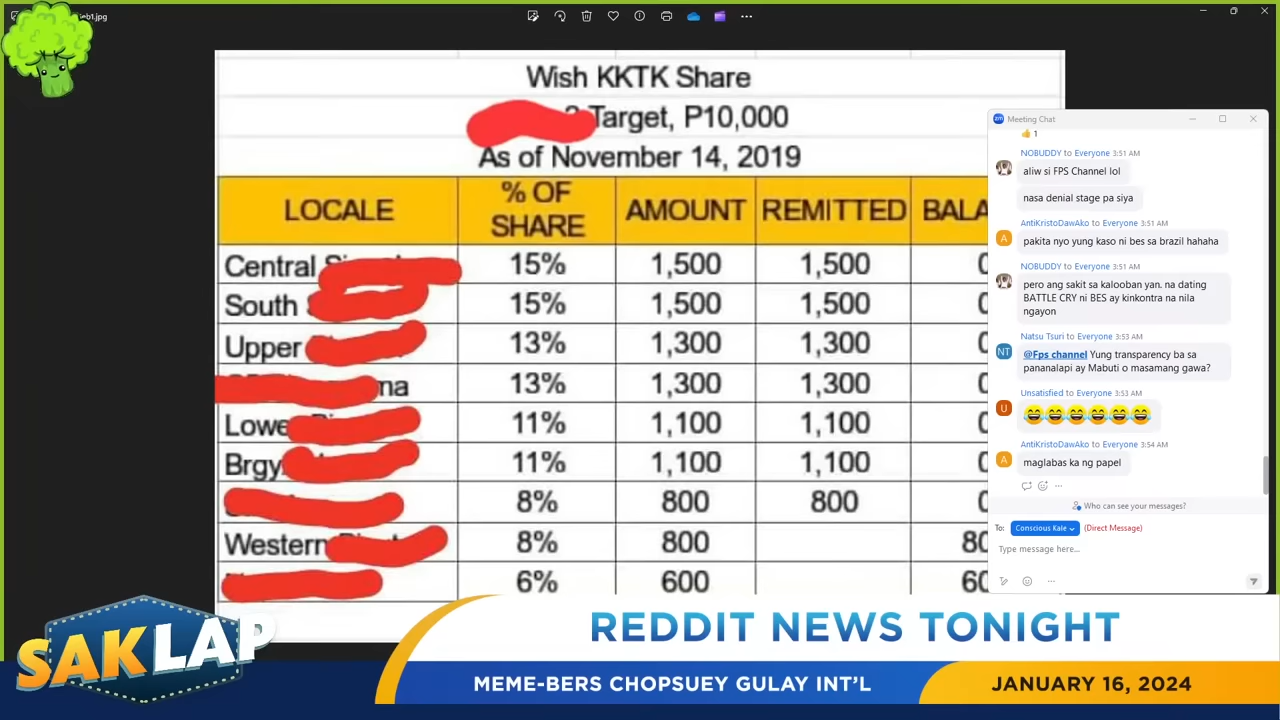 eb1.jpg
Wish KKTK Share
Target, P10,000
As of November 14, 2019
LOCALE % OF SHARE AMOUNT REMITTED BALA
Central 15% 1,500 1,500 0
South 15% 1,500 1,500 0
Upper 13% 1,300 1,300 0
ma 13% 1,300 1,300 0
Lowe 11% 1,100 1,100 0
Brgy 11% 1,100 1,100 0
8% 800 800 0
Western 8% 800 80
6% 600 60
Meeting Chat
👍 1
NOBUDDY to Everyone 3:51 AM
aliw si FPS Channel lol
nasa denial stage pa siya
AntiKristoDawAko to Everyone 3:51 AM
A
pakita nyo yung kaso ni bes sa brazil hahaha
NOBUDDY to Everyone 3:51 AM
pero ang sakit sa kalooban yan. na dating
BATTLE CRY ni BES ay kinkontra na nila
ngayon
Natsu Tsuri to Everyone 3:53 AM
NT
@Fps channel Yung transparency ba sa
pananalapi ay Mabuti o masamang gawa?
Unsatisfied to Everyone 3:53 AM
U
😂😂😂😂😂😂
AntiKristoDawAko to Everyone 3:54 AM
A
maglabas ka ng papel
Who can see your messages?
To: Conscious Kale (Direct Message)
Type message here...
SAKLAP
REDDIT NEWS TONIGHT
MEME-BERS CHOPSUEY GULAY INT'L
JANUARY 16, 2024